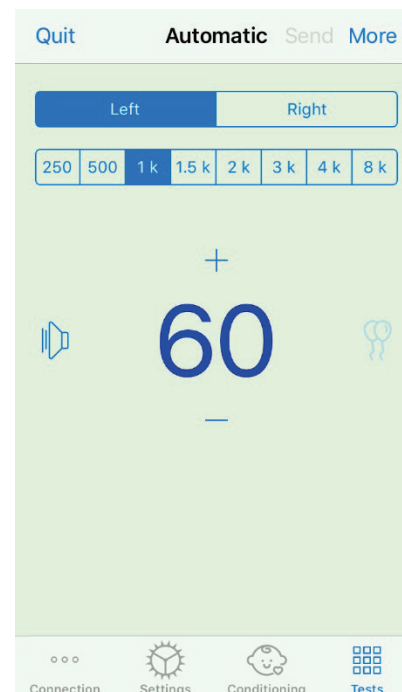 Quit Automatic Send More
Left Right
250 500 1 k 1.5 k 2 k 3 k 4 k 8 k
+
60
−
Connection Settings Conditioning Tests